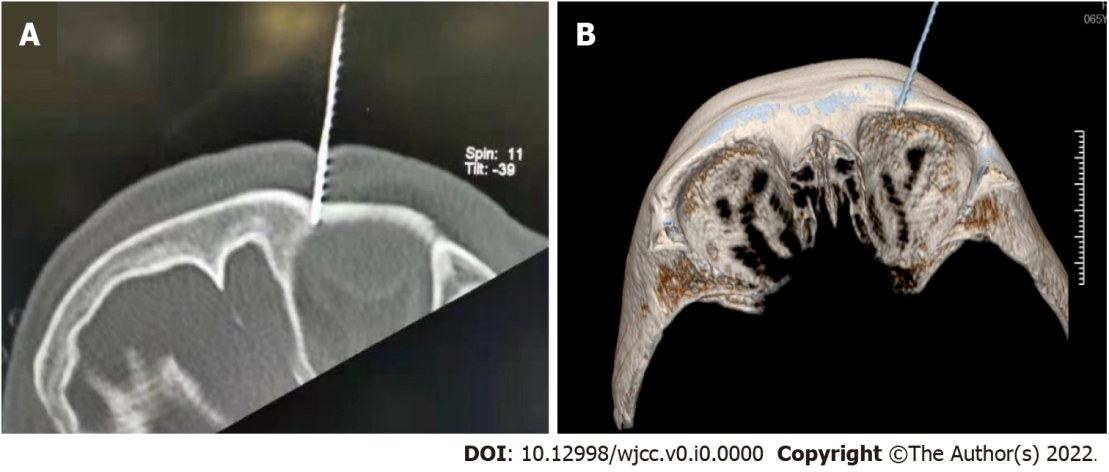 A
B
065Y
Spin: 11
Tilt: -39
DOI: 10.12998/wjcc.v0.i0.0000 Copyright ©The Author(s) 2022.